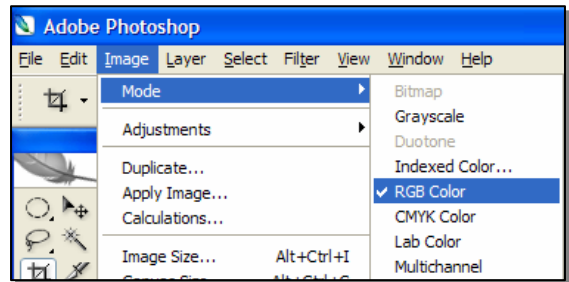 Adobe Photoshop
File Edit Image Layer Select Filter View Window Help
Mode
Adjustments
Duplicate...
Apply Image...
Calculations...
Image Size... Alt+Ctrl+I
Bitmap
Grayscale
Duotone
Indexed Color...
RGB Color
CMYK Color
Lab Color
Multichannel